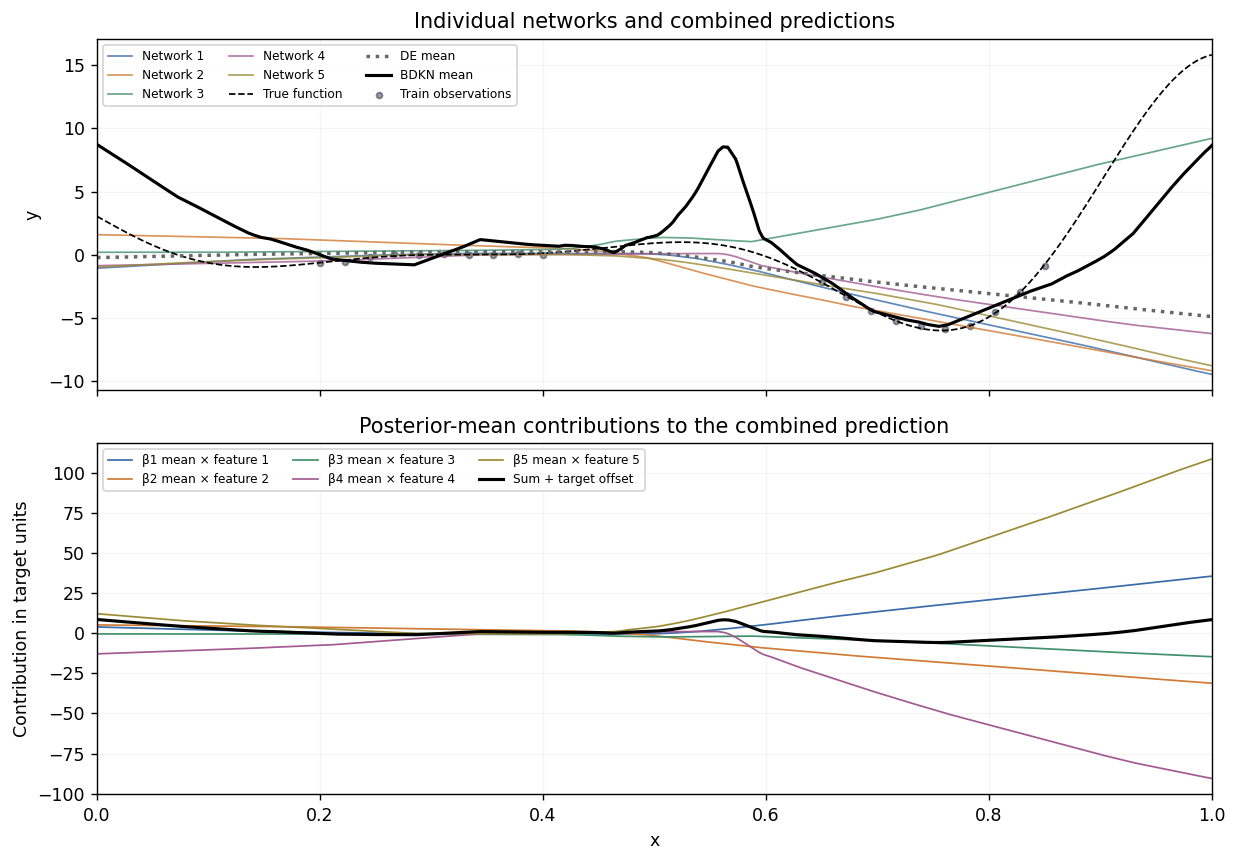 Individual networks and combined predictions
Network 1
Network 2
Network 3
Network 4
Network 5
True function
DE mean
BDKN mean
Train observations
y
15
10
5
0
−5
−10
Posterior-mean contributions to the combined prediction
β1 mean × feature 1
β2 mean × feature 2
β3 mean × feature 3
β4 mean × feature 4
β5 mean × feature 5
Sum + target offset
Contribution in target units
100
75
50
25
0
−25
−50
−75
−100
0.0
0.2
0.4
0.6
0.8
1.0
x